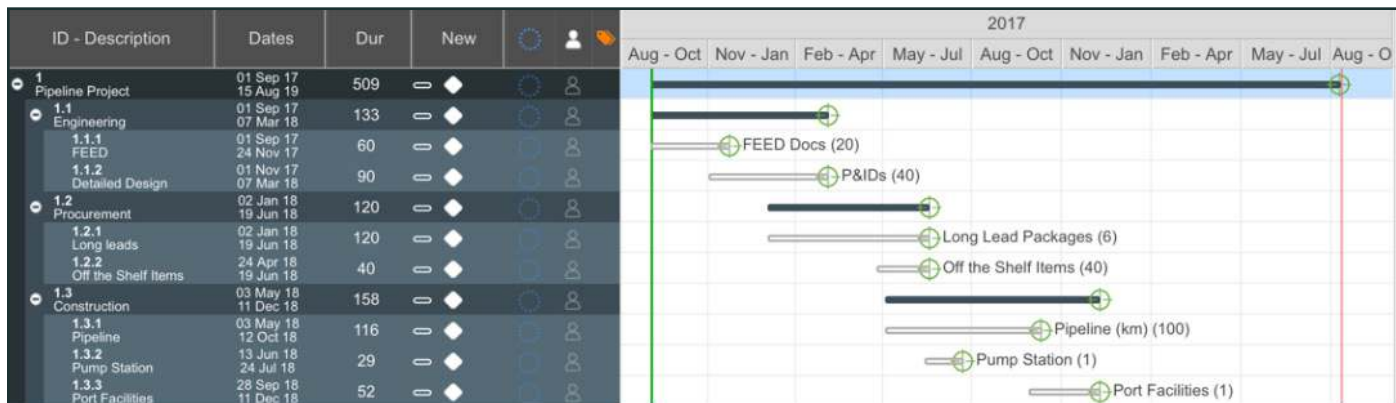 ID - Description Dates Dur New 2017
Aug - Oct Nov - Jan Feb - Apr May - Jul Aug - Oct Nov - Jan Feb - Apr May - Jul Aug - O
1 01 Sep 17
Pipeline Project 15 Aug 19 509
1.1 01 Sep 17
Engineering 07 Mar 18 133
1.1.1 01 Sep 17
FEED 24 Nov 17 60 FEED Docs (20)
1.1.2 01 Nov 17
Detailed Design 07 Mar 18 90 P&IDs (40)
1.2 02 Jan 18
Procurement 19 Jun 18 120
1.2.1 02 Jan 18
Long leads 19 Jun 18 120 Long Lead Packages (6)
1.2.2 24 Apr 18
Off the Shelf Items 19 Jun 18 40 Off the Shelf Items (40)
1.3 03 May 18
Construction 11 Dec 18 158
1.3.1 03 May 18
Pipeline 12 Oct 18 116 Pipeline (km) (100)
1.3.2 13 Jun 18
Pump Station 24 Jul 18 29 Pump Station (1)
1.3.3 28 Sep 18
Port Facilities 11 Dec 18 52 Port Facilities (1)